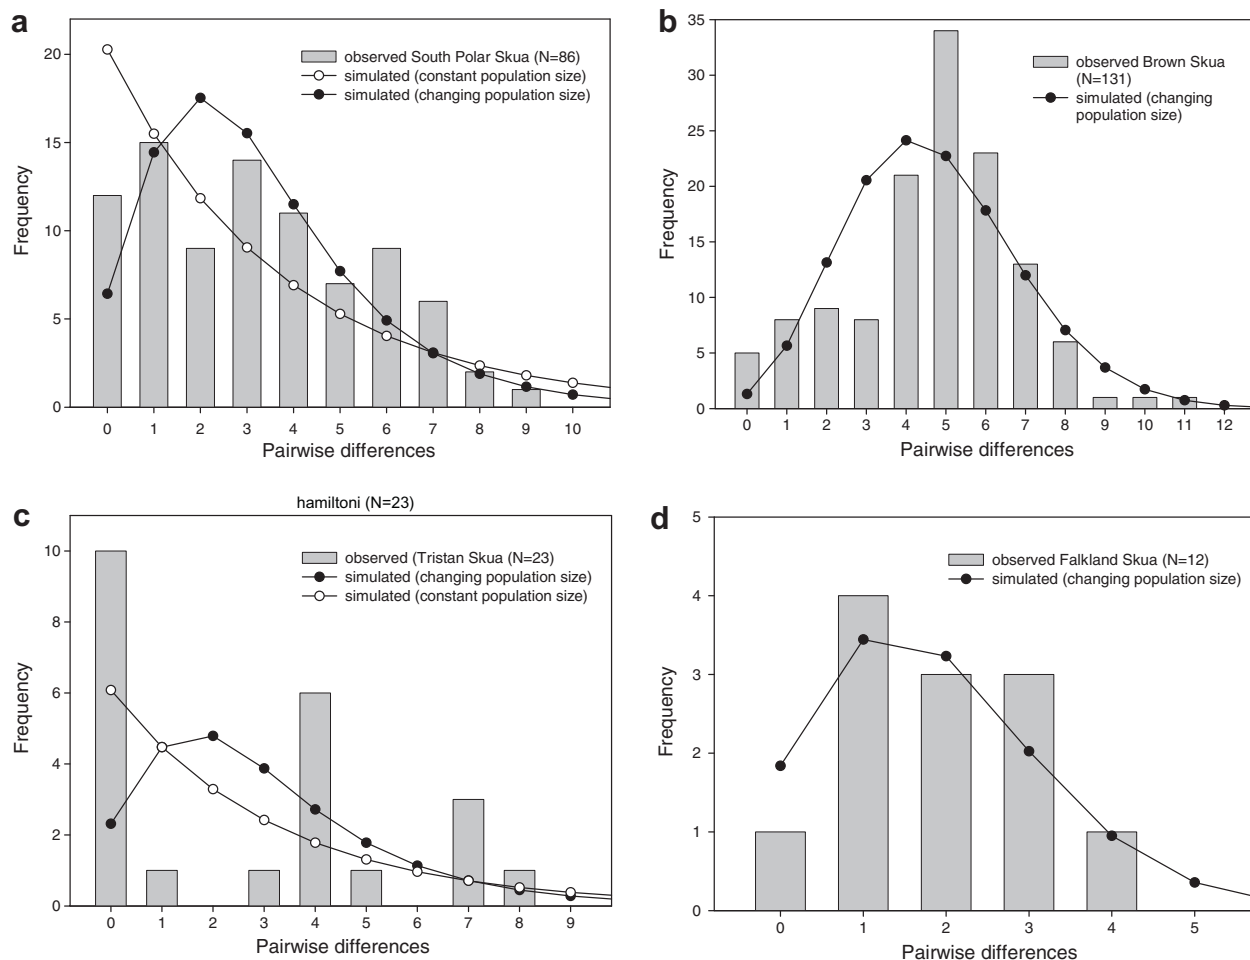 a
observed South Polar Skua (N=86)
simulated (constant population size)
simulated (changing population size)
Frequency
20
15
10
5
0
0 1 2 3 4 5 6 7 8 9 10
Pairwise differences
b
observed Brown Skua
(N=131)
simulated (changing
population size)
Frequency
35
30
25
20
15
10
5
0
0 1 2 3 4 5 6 7 8 9 10 11 12
Pairwise differences
c
hamiltoni (N=23)
observed (Tristan Skua (N=23)
simulated (changing population size)
simulated (constant population size)
Frequency
10
8
6
4
2
0
0 1 2 3 4 5 6 7 8 9
Pairwise differences
d
observed Falkland Skua (N=12)
simulated (changing population size)
Frequency
5
4
3
2
1
0
0 1 2 3 4 5
Pairwise differences